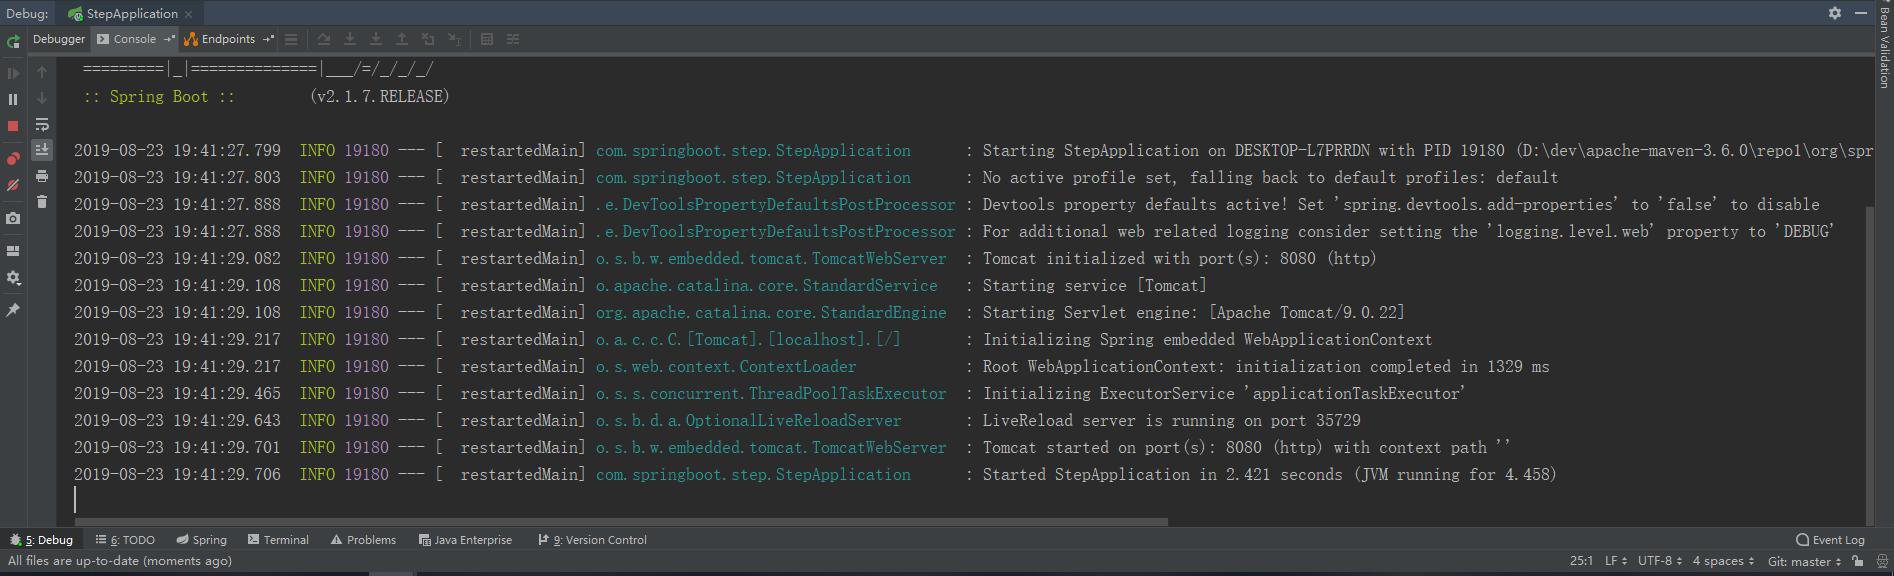 Debug: StepApplication
Debugger Console Endpoints
=========|_|==============|___/=/_/_/_/
:: Spring Boot ::        (v2.1.7.RELEASE)
2019-08-23 19:41:27.799  INFO 19180 --- [  restartedMain] com.springboot.step.StepApplication      : Starting StepApplication on DESKTOP-L7PRRDN with PID 19180 (D:\dev\apache-maven-3.6.0\repo1\org\spr
2019-08-23 19:41:27.803  INFO 19180 --- [  restartedMain] com.springboot.step.StepApplication      : No active profile set, falling back to default profiles: default
2019-08-23 19:41:27.888  INFO 19180 --- [  restartedMain] .e.DevToolsPropertyDefaultsPostProcessor : Devtools property defaults active! Set 'spring.devtools.add-properties' to 'false' to disable
2019-08-23 19:41:27.888  INFO 19180 --- [  restartedMain] .e.DevToolsPropertyDefaultsPostProcessor : For additional web related logging consider setting the 'logging.level.web' property to 'DEBUG'
2019-08-23 19:41:29.082  INFO 19180 --- [  restartedMain] o.s.b.w.embedded.tomcat.TomcatWebServer  : Tomcat initialized with port(s): 8080 (http)
2019-08-23 19:41:29.108  INFO 19180 --- [  restartedMain] o.apache.catalina.core.StandardService   : Starting service [Tomcat]
2019-08-23 19:41:29.108  INFO 19180 --- [  restartedMain] org.apache.catalina.core.StandardEngine  : Starting Servlet engine: [Apache Tomcat/9.0.22]
2019-08-23 19:41:29.217  INFO 19180 --- [  restartedMain] o.a.c.c.C.[Tomcat].[localhost].[/]       : Initializing Spring embedded WebApplicationContext
2019-08-23 19:41:29.217  INFO 19180 --- [  restartedMain] o.s.web.context.ContextLoader            : Root WebApplicationContext: initialization completed in 1329 ms
2019-08-23 19:41:29.465  INFO 19180 --- [  restartedMain] o.s.s.concurrent.ThreadPoolTaskExecutor  : Initializing ExecutorService 'applicationTaskExecutor'
2019-08-23 19:41:29.643  INFO 19180 --- [  restartedMain] o.s.b.d.a.OptionalLiveReloadServer       : LiveReload server is running on port 35729
2019-08-23 19:41:29.701  INFO 19180 --- [  restartedMain] o.s.b.w.embedded.tomcat.TomcatWebServer  : Tomcat started on port(s): 8080 (http) with context path ''
2019-08-23 19:41:29.706  INFO 19180 --- [  restartedMain] com.springboot.step.StepApplication      : Started StepApplication in 2.421 seconds (JVM running for 4.458)
Bean Validation
5: Debug 6: TODO Spring Terminal Problems Java Enterprise 9: Version Control Event Log
All files are up-to-date (moments ago) 25:1 LF UTF-8 4 spaces Git: master